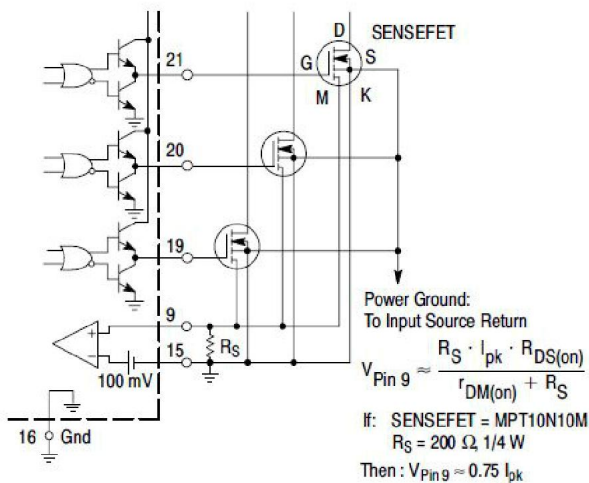 D
SENSEFET
21
G
S
M
K
20
19
9
RS
15
100 mV
16
Gnd
Power Ground:
To Input Source Return
VPin 9 ≈ RS · Ipk · RDS(on) / rDM(on) + RS
If: SENSEFET = MPT10N10M
RS = 200 Ω, 1/4 W
Then : VPin 9 ≈ 0.75 Ipk